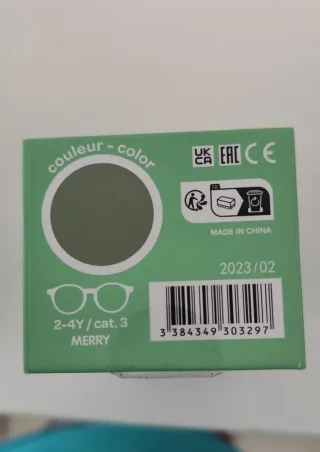 couleur - color
UK
CA
EAC
CE
FR
MADE IN CHINA
2023/02
2-4Y / cat. 3
MERRY
3 384349 303297